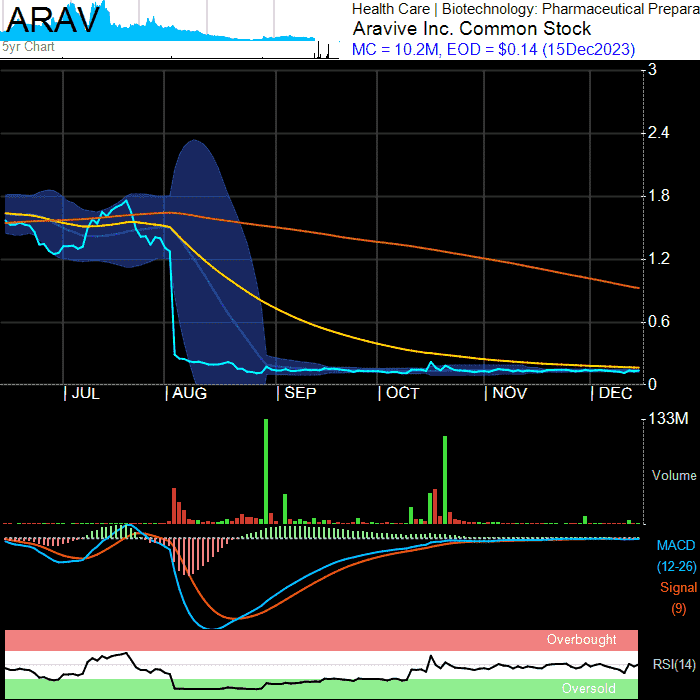 ARAV
5yr Chart
Health Care | Biotechnology: Pharmaceutical Prepara
Aravive Inc. Common Stock
MC = 10.2M, EOD = $0.14 (15Dec2023)
3
2.4
1.8
1.2
0.6
0
| JUL | AUG | SEP | OCT | NOV | DEC
133M
Volume
MACD
(12-26)
Signal
(9)
Overbought
RSI(14)
Oversold